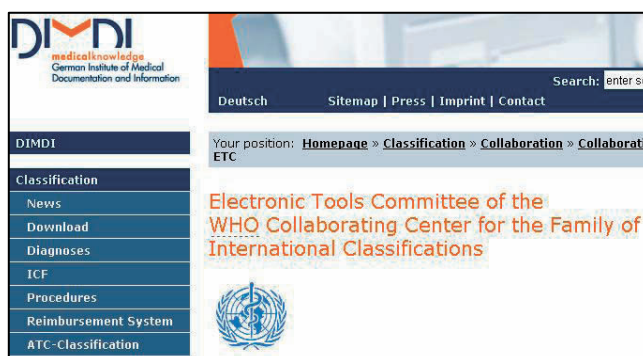 DIMDI
medicalknowledge
German Institute of Medical
Documentation and Information
Search: enter
Deutsch Sitemap | Press | Imprint | Contact
DIMDI
Your position: Homepage » Classification » Collaboration » Collaborati
ETC
Classification
News
Download
Diagnoses
ICF
Procedures
Reimbursement System
ATC-Classification
Electronic Tools Committee of the
WHO Collaborating Center for the Family of
International Classifications